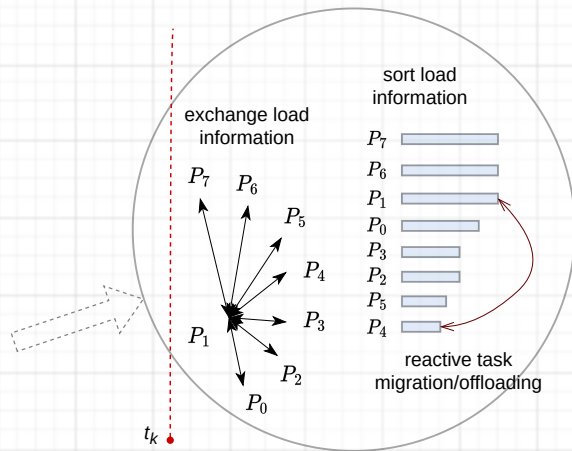 exchange load
information
P₇
P₆
P₅
P₄
P₃
P₁
P₂
P₀
t_k
sort load
information
P₇
P₆
P₁
P₀
P₃
P₂
P₅
P₄
reactive task
migration/offloading